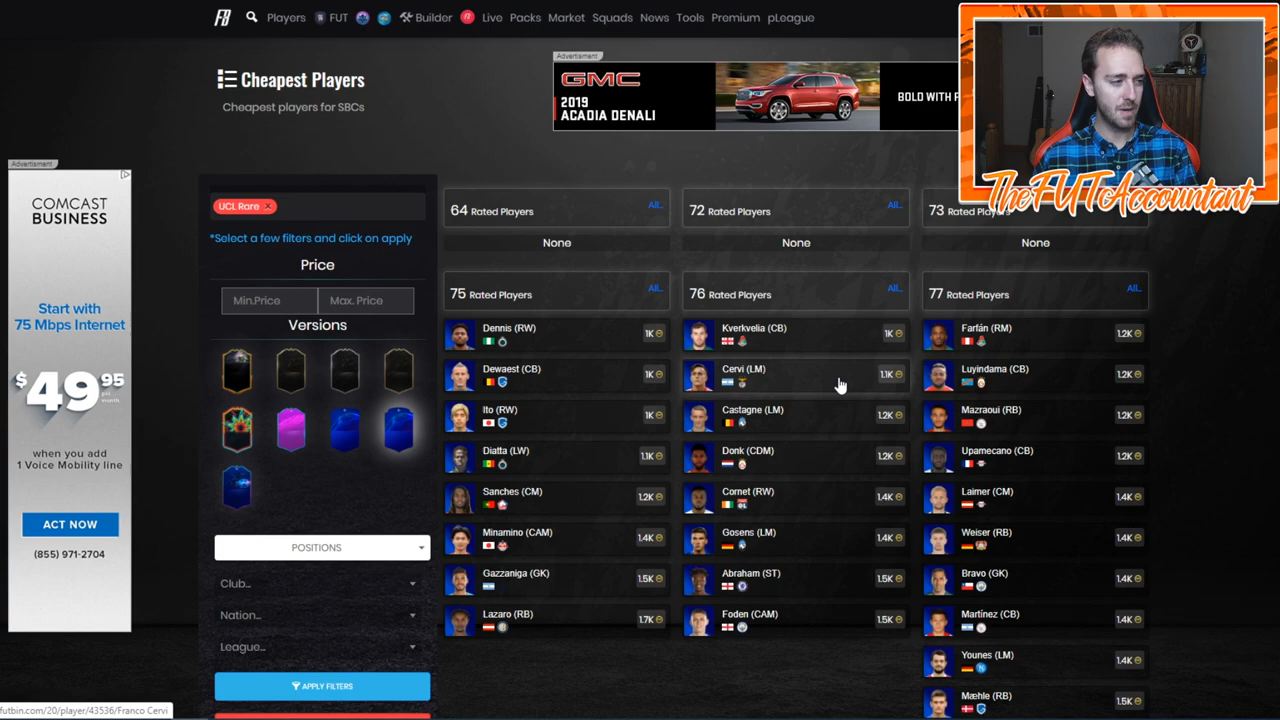 FB Players FUT Builder Live Packs Market Squads News Tools Premium pLeague
Cheapest Players
Cheapest players for SBCs
Advertisment
GMC
2019
ACADIA DENALI
BOLD WITH
TheFUTAccountant
Advertisment
COMCAST
BUSINESS
Start with
75 Mbps Internet
$49.95
per
month
when you add
1 Voice Mobility line
ACT NOW
(855) 971-2704
UCL Rare ×
*Select a few filters and click on apply
Price
Min.Price Max. Price
Versions
POSITIONS
Club...
Nation...
League...
APPLY FILTERS
64 Rated Players All..
None
72 Rated Players All..
None
73 Rated Players
None
75 Rated Players All..
Dennis (RW) 1K
Dewaest (CB) 1K
Ito (RW) 1K
Diatta (LW) 1.1K
Sanches (CM) 1.2K
Minamino (CAM) 1.4K
Gazzaniga (GK) 1.5K
Lazaro (RB) 1.7K
76 Rated Players All..
Kverkvelia (CB) 1K
Cervi (LM) 1.1K
Castagne (LM) 1.2K
Donk (CDM) 1.2K
Cornet (RW) 1.4K
Gosens (LM) 1.4K
Abraham (ST) 1.5K
Foden (CAM) 1.5K
77 Rated Players All..
Farfán (RM) 1.2K
Luyindama (CB) 1.2K
Mazraoui (RB) 1.2K
Upamecano (CB) 1.2K
Laimer (CM) 1.4K
Weiser (RB) 1.4K
Bravo (GK) 1.4K
Martínez (CB) 1.4K
Younes (LM) 1.4K
Mæhle (RB) 1.5K
futbin.com/20/player/43536/Franco Cervi